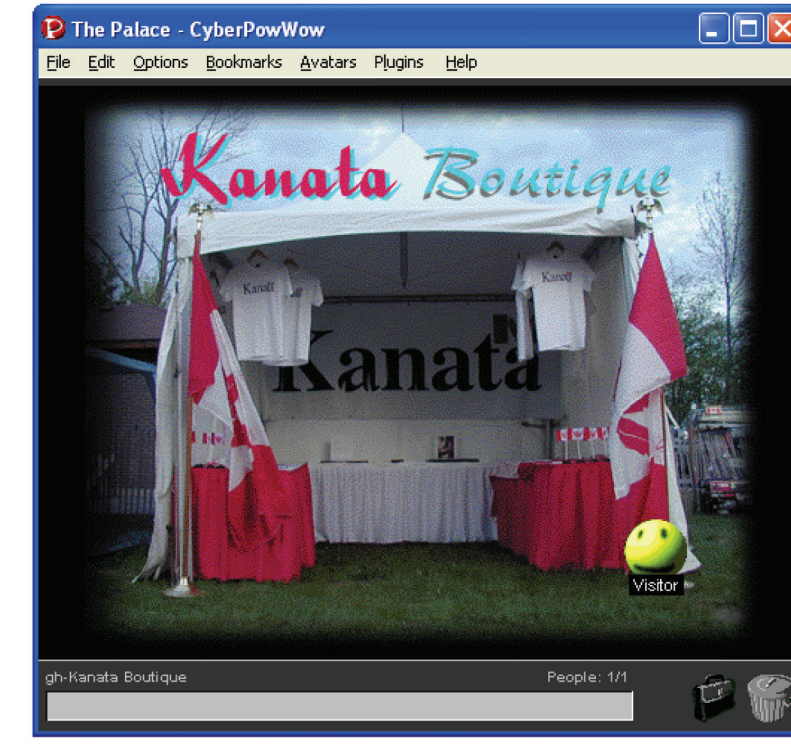 The Palace - CyberPowWow
File Edit Options Bookmarks Avatars Plugins Help
Kanata Boutique
Kanata
Kanata
Kanata
Visitor
gh-Kanata Boutique People: 1/1